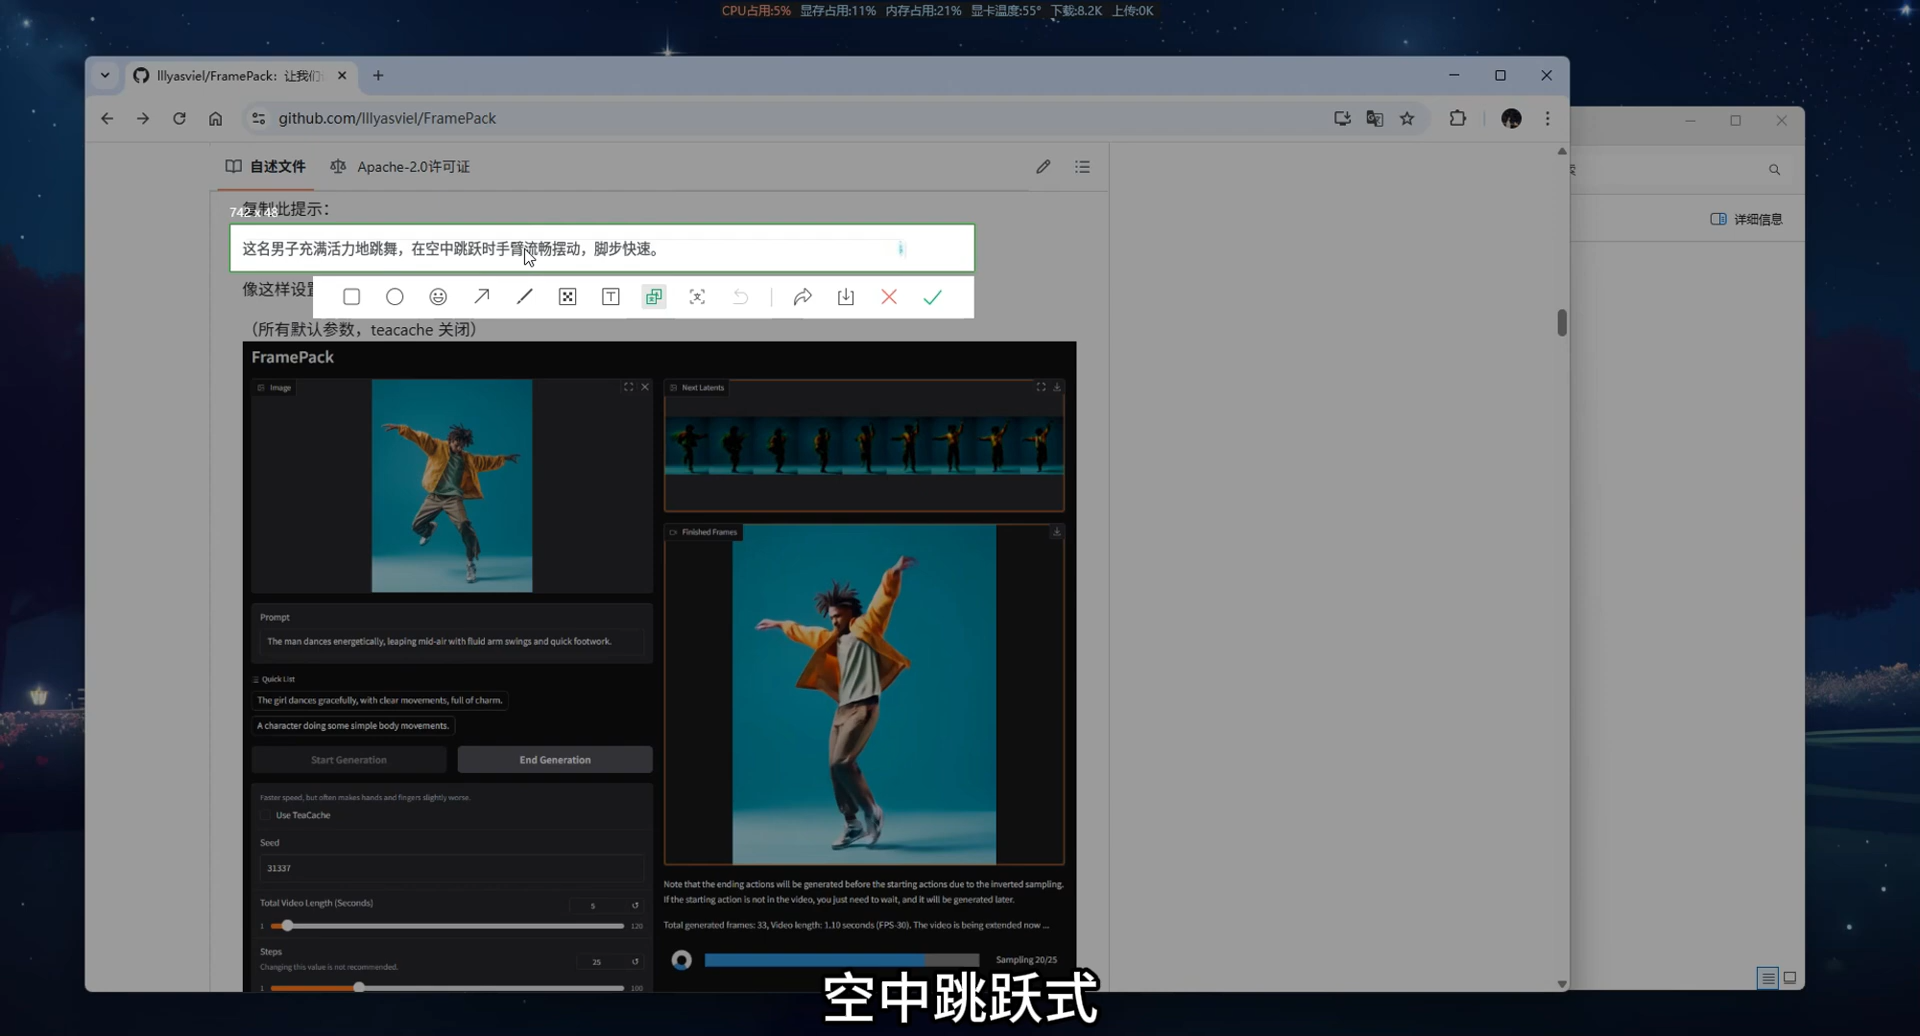 CPU占用:5% 显存占用:11% 内存占用:21% 显卡温度:55° 下载:8.2K 上传:0K
lllyasviel/FramePack: 让我们
github.com/lllyasviel/FramePack
自述文件 Apache-2.0许可证
详细信息
复制此提示：
742 x 48
这名男子充满活力地跳舞，在空中跳跃时手臂流畅摆动，脚步快速。
像这样设置
（所有默认参数，teacache 关闭）
FramePack
Image
Next Latents
Finished Frames
Prompt
The man dances energetically, leaping mid-air with fluid arm swings and quick footwork.
Quick List
The girl dances gracefully, with clear movements, full of charm.
A character doing some simple body movements.
Start Generation
End Generation
Faster speed, but often makes hands and fingers slightly worse.
Use TeaCache
Seed
31337
Total Video Length (Seconds)
5
1
120
Steps
Changing this value is not recommended.
25
1
100
Note that the ending actions will be generated before the starting actions due to the inverted sampling.
If the starting action is not in the video, you just need to wait, and it will be generated later.
Total generated frames: 33, Video length: 1.10 seconds (FPS-30). The video is being extended now ...
Sampling 20/25
空中跳跃式